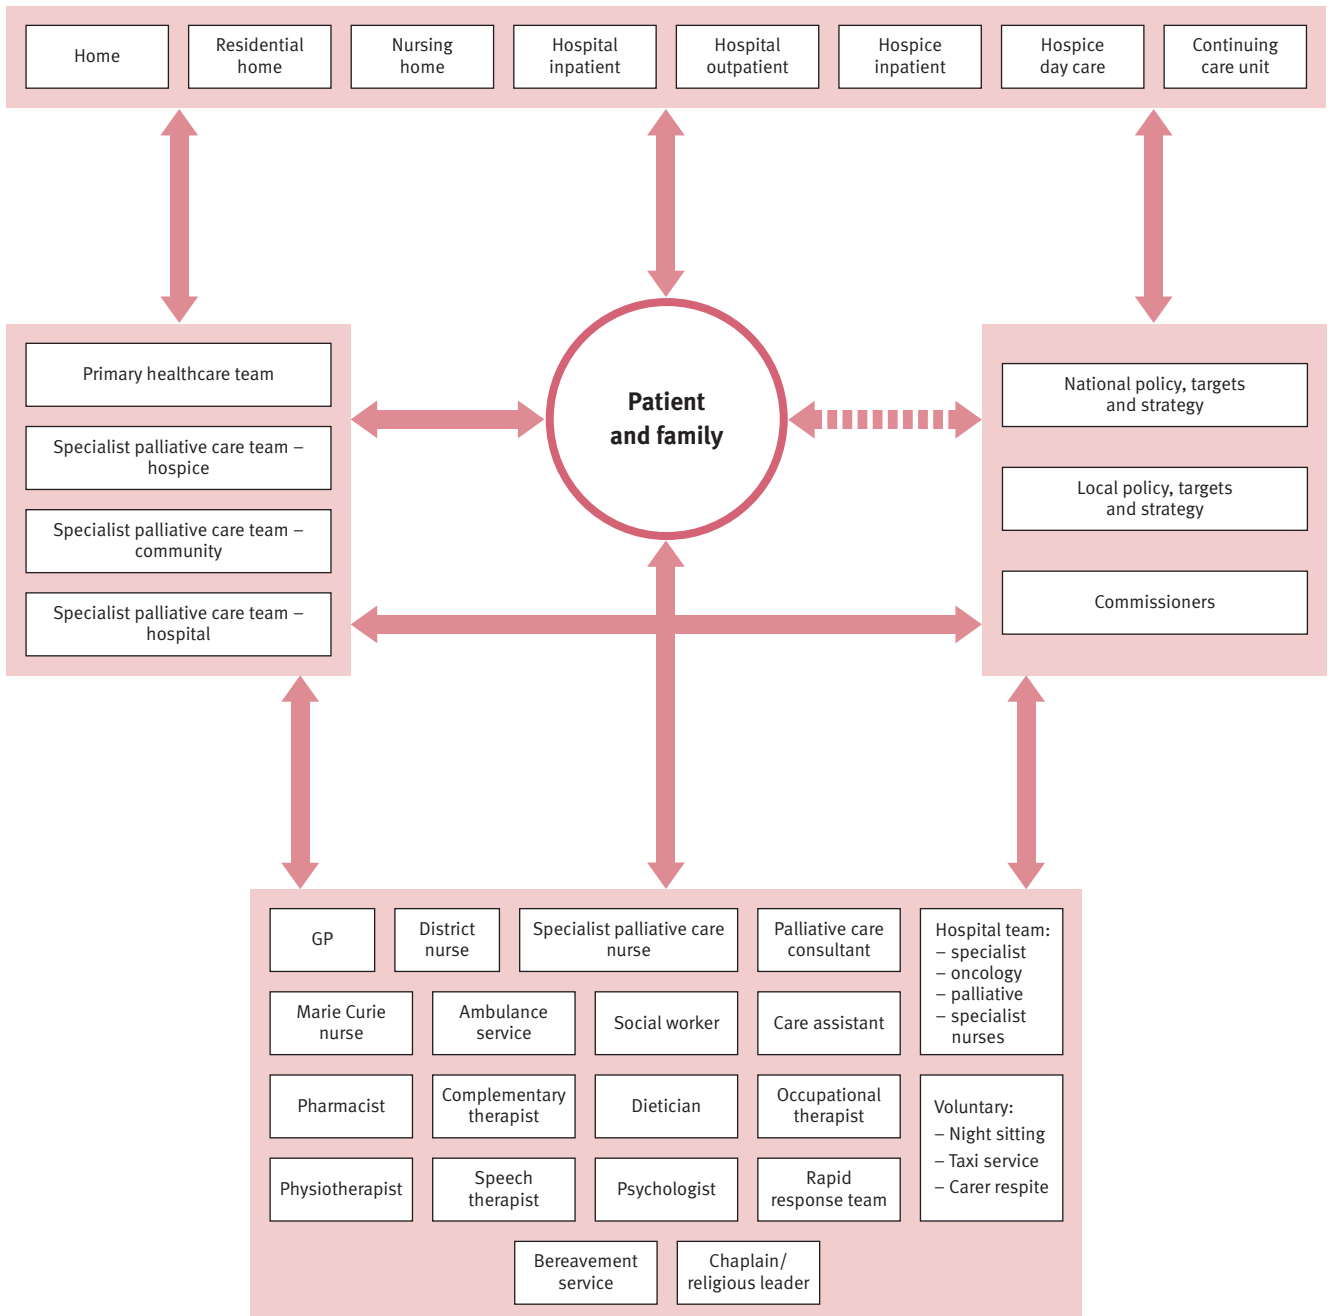 Home
Residential
home
Nursing
home
Hospital
inpatient
Hospital
outpatient
Hospice
inpatient
Hospice
day care
Continuing
care unit
Primary healthcare team
Specialist palliative care team –
hospice
Specialist palliative care team –
community
Specialist palliative care team –
hospital
Patient
and family
National policy, targets
and strategy
Local policy, targets
and strategy
Commissioners
GP
District
nurse
Specialist palliative care
nurse
Palliative care
consultant
Hospital team:
– specialist
– oncology
– palliative
– specialist
nurses
Marie Curie
nurse
Ambulance
service
Social worker
Care assistant
Pharmacist
Complementary
therapist
Dietician
Occupational
therapist
Voluntary:
– Night sitting
– Taxi service
– Carer respite
Physiotherapist
Speech
therapist
Psychologist
Rapid
response team
Bereavement
service
Chaplain/
religious leader